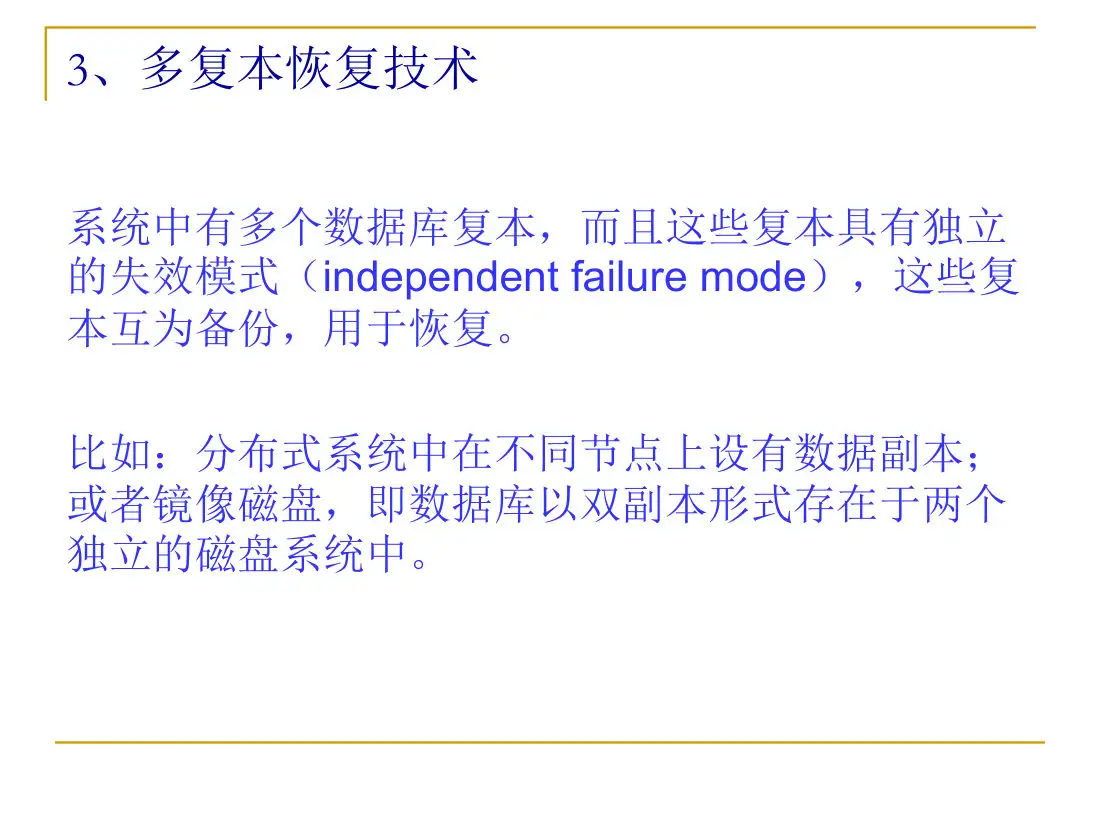 3、多复本恢复技术
系统中有多个数据库复本，而且这些复本具有独立
的失效模式（independent failure mode），这些复
本互为备份，用于恢复。
比如：分布式系统中在不同节点上设有数据副本；
或者镜像磁盘，即数据库以双副本形式存在于两个
独立的磁盘系统中。